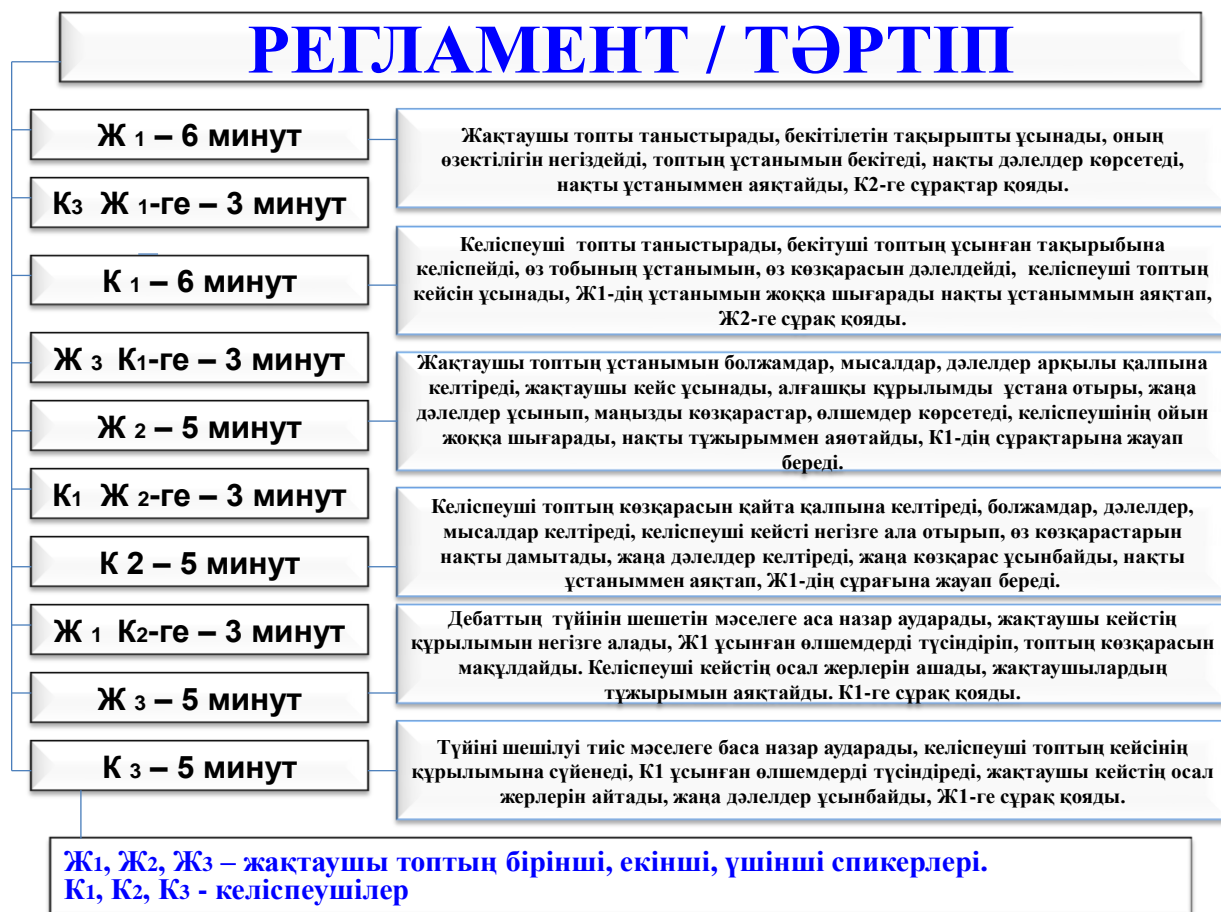 РЕГЛАМЕНТ / ТӘРТІП
Ж 1 – 6 минут
Жақтаушы топты таныстырады, бекітілетін тақырыпты ұсынады, оның
өзектілігін негіздейді, топтың ұстанымын бекітеді, нақты дәлелдер көрсетеді,
нақты ұстаныммен аяқтайды, К2-ге сұрақтар қояды.
К3 Ж 1-ге – 3 минут
К 1 – 6 минут
Келіспеуші топты таныстырады, бекітуші топтың ұсынған тақырыбына
келіспейді, өз тобының ұстанымын, өз көзқарасын дәлелдейді, келіспеуші топтың
кейсін ұсынады, Ж1-дің ұстанымын жоққа шығарады нақты ұстаныммын аяқтап,
Ж2-ге сұрақ қояды.
Ж 3 К1-ге – 3 минут
Ж 2 – 5 минут
Жақтаушы топтың ұстанымын болжамдар, мысалдар, дәлелдер арқылы қалпына
келтіреді, жақтаушы кейс ұсынады, алғашқы құрылымды ұстана отыры, жаңа
дәлелдер ұсынып, маңызды көзқарастар, өлшемдер көрсетеді, келіспеушінің ойын
жоққа шығарады, нақты тұжырыммен аяөтайды, К1-дің сұрақтарына жауап
береді.
К1 Ж 2-ге – 3 минут
К 2 – 5 минут
Келіспеуші топтың көзқарасын қайта қалпына келтіреді, болжамдар, дәлелдер,
мысалдар келтіреді, келіспеуші кейсті негізге ала отырып, өз көзқарастарын
нақты дамытады, жаңа дәлелдер келтіреді, жаңа көзқарас ұсынбайды, нақты
ұстаныммен аяқтап, Ж1-дің сұрағына жауап береді.
Ж 1 К2-ге – 3 минут
Ж 3 – 5 минут
Дебаттың түйінін шешетін мәселеге аса назар аударады, жақтаушы кейстің
құрылымын негізге алады, Ж1 ұсынған өлшемдерді түсіндіріп, топтың көзқарасын
мақұлдайды. Келіспеуші кейстің осал жерлерін ашады, жақтаушылардың
тұжырымын аяқтайды. К1-ге сұрақ қояды.
К 3 – 5 минут
Түйіні шешілуі тиіс мәселеге баса назар аударады, келіспеуші топтың кейсінің
құрылымына сүйенеді, К1 ұсынған өлшемдерді түсіндіреді, жақтаушы кейстің осал
жерлерін айтады, жаңа дәлелдер ұсынбайды, Ж1-ге сұрақ қояды.
Ж1, Ж2, Ж3 – жақтаушы топтың бірінші, екінші, үшінші спикерлері.
К1, К2, К3 - келіспеушілер